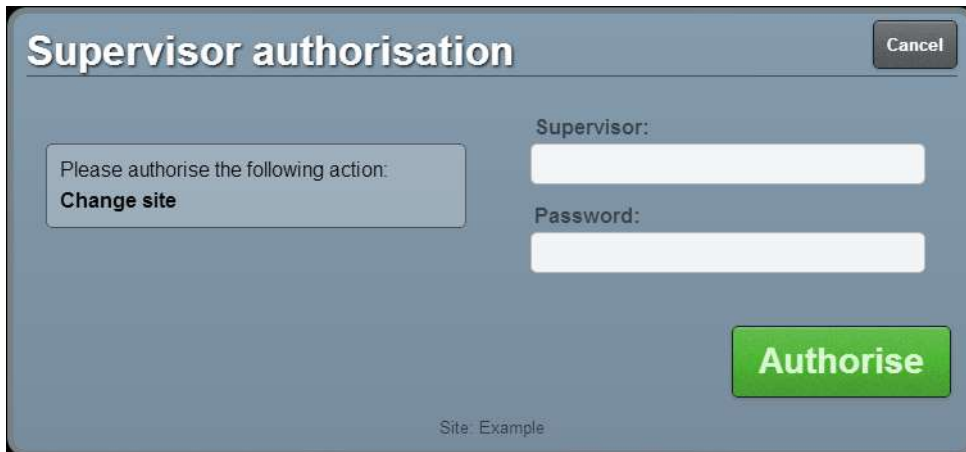 Supervisor authorisation
Cancel
Please authorise the following action:
Change site
Supervisor:
Password:
Authorise
Site: Example